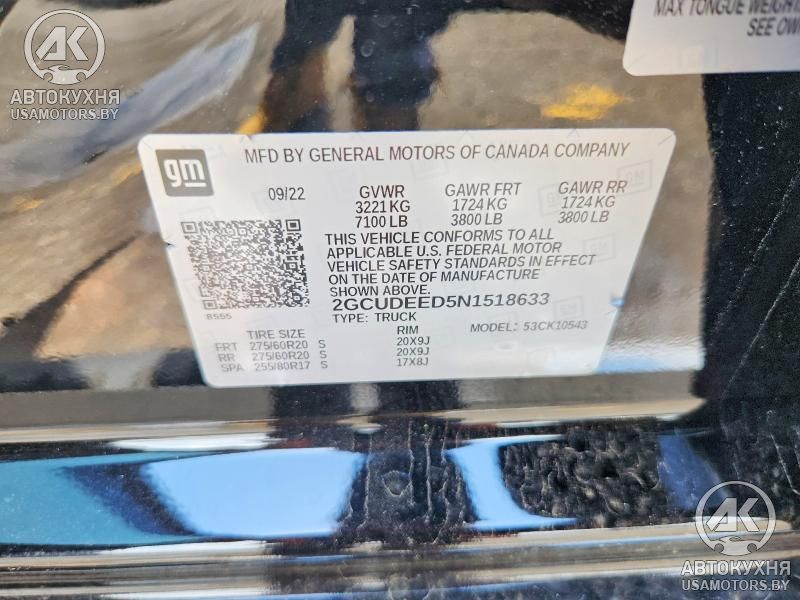 AK
АВТОКУХНЯ
USAMOTORS.BY
MAX TONGUE WEIGHT
SEE OW
gm
MFD BY GENERAL MOTORS OF CANADA COMPANY
09/22 GVWR GAWR FRT GAWR RR
3221 KG 1724 KG 1724 KG
7100 LB 3800 LB 3800 LB
THIS VEHICLE CONFORMS TO ALL
APPLICABLE U.S. FEDERAL MOTOR
VEHICLE SAFETY STANDARDS IN EFFECT
ON THE DATE OF MANUFACTURE
SHOWN ABOVE.
8555
2GCUDEED5N1518633
TYPE: TRUCK MODEL: 53CK10543
TIRE SIZE RIM
FRT 275/60R20 S 20X9J
RR 275/60R20 S 20X9J
SPA 255/80R17 S 17X8J
AK
АВТОКУХНЯ
USAMOTORS.BY